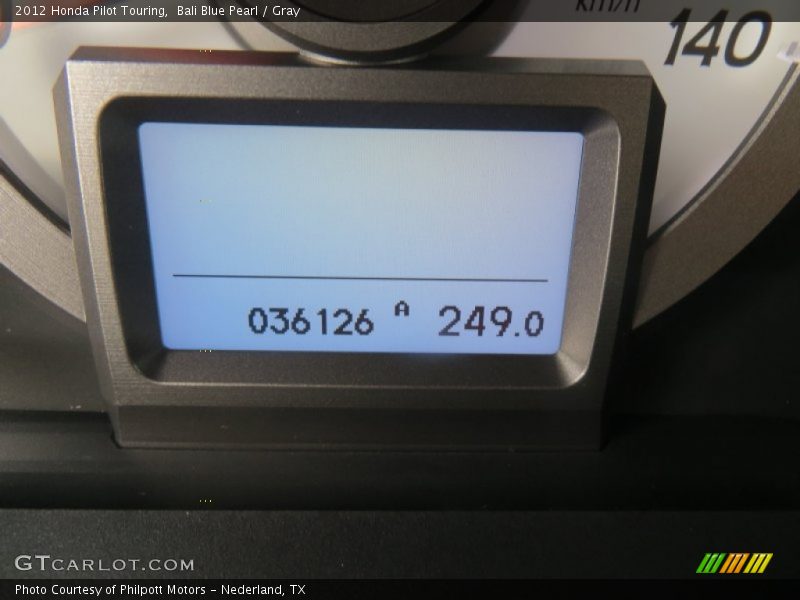 2012 Honda Pilot Touring,  Bali Blue Pearl / Gray
km/h
140
036126 A 249.0
GTCARLOT.COM
Photo Courtesy of Philpott Motors - Nederland, TX